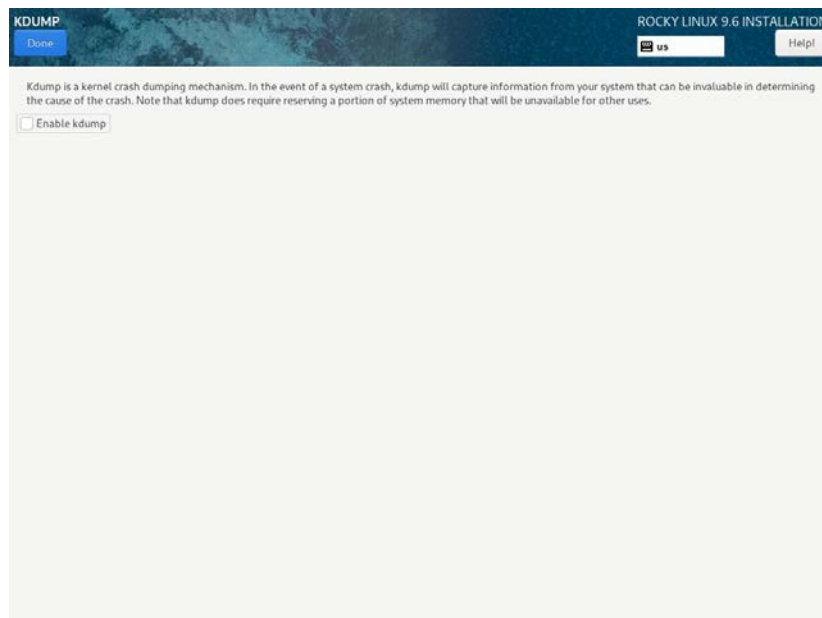 KDUMP
ROCKY LINUX 9.6 INSTALLATION
Done
us
Help!
Kdump is a kernel crash dumping mechanism. In the event of a system crash, kdump will capture information from your system that can be invaluable in determining
the cause of the crash. Note that kdump does require reserving a portion of system memory that will be unavailable for other uses.
Enable kdump